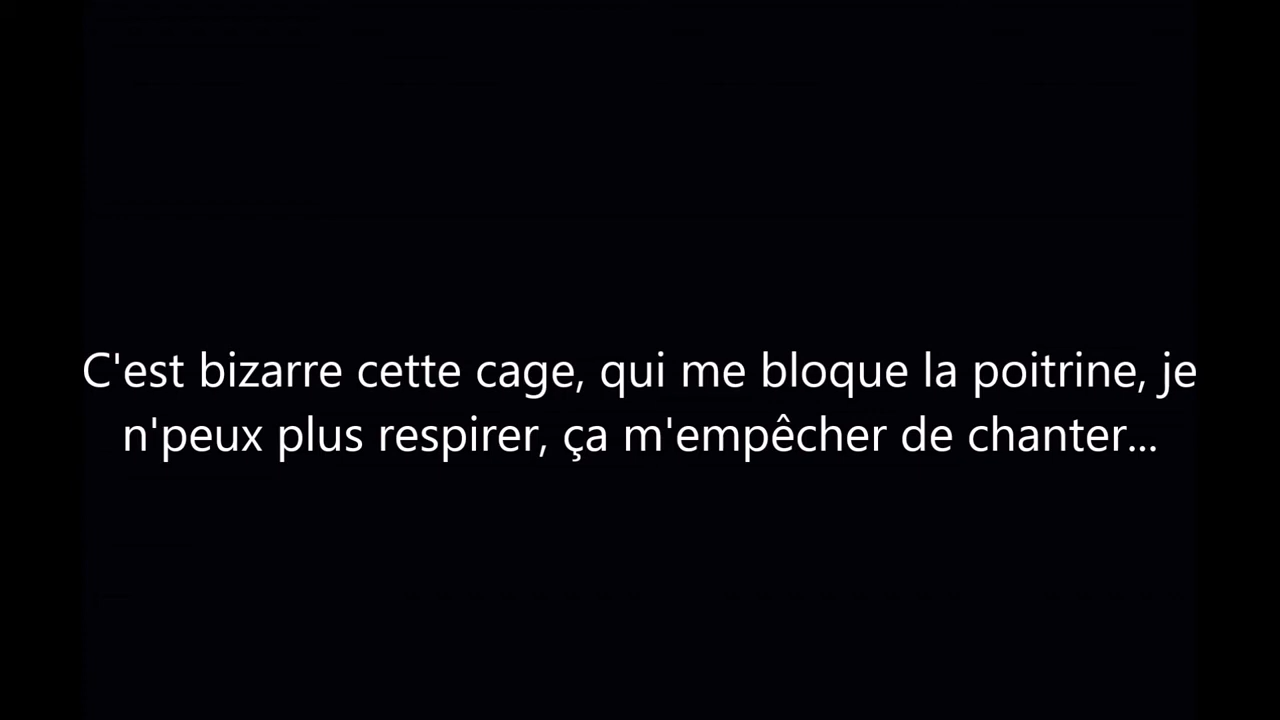 C'est bizarre cette cage, qui me bloque la poitrine, je
n'peux plus respirer, ça m'empêcher de chanter...